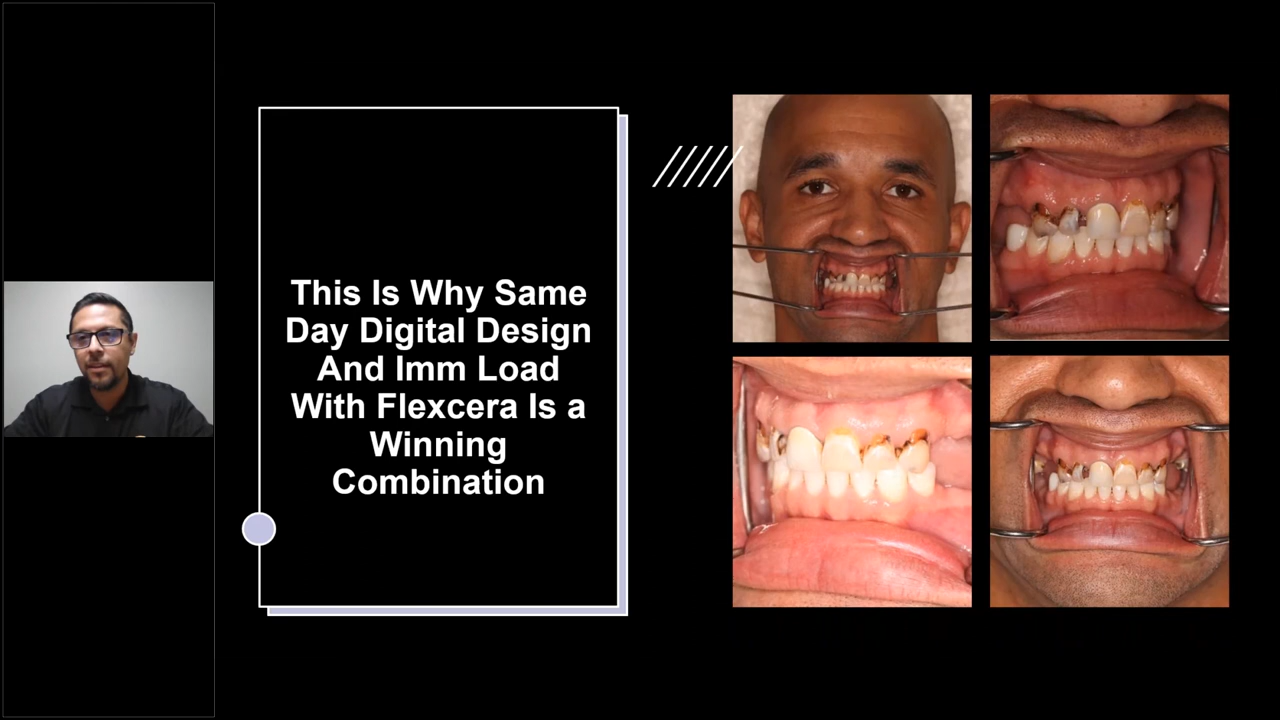 This Is Why Same
Day Digital Design
And Imm Load
With Flexcera Is a
Winning
Combination